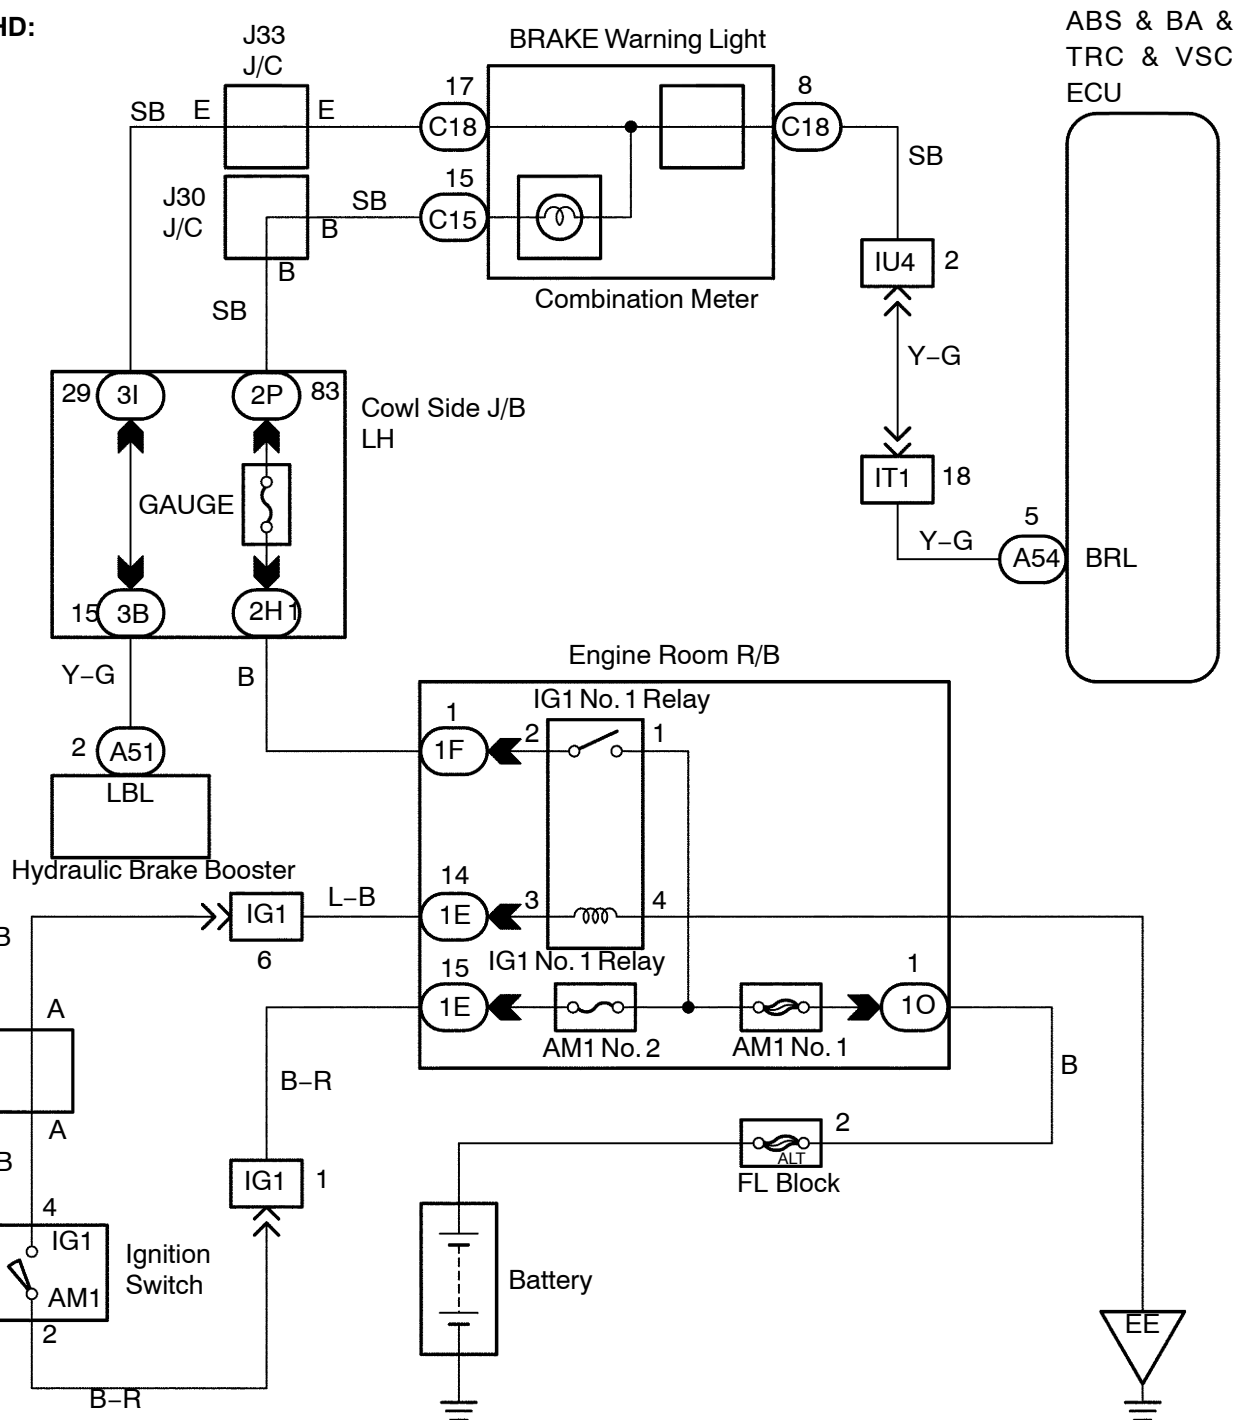 HD:
J33
J/C
BRAKE Warning Light
ABS & BA &
TRC & VSC
ECU
SB
E
E
17
C18
8
C18
SB
J30
J/C
SB
B
B
15
C15
IU4
2
Combination Meter
SB
Y–G
29
3I
2P
83
Cowl Side J/B
LH
GAUGE
IT1
18
5
Y–G
A54
BRL
15
3B
2H
1
Y–G
B
Engine Room R/B
IG1 No. 1 Relay
1
1F
2
1
2
A51
LBL
Hydraulic Brake Booster
14
1E
3
4
L–B
IG1
6
B
IG1 No. 1 Relay
15
1E
1
1O
AM1 No. 2
AM1 No. 1
A
B–R
B
A
B
2
ALT
FL Block
IG1
1
4
IG1
AM1
2
Ignition
Switch
Battery
EE
B–R